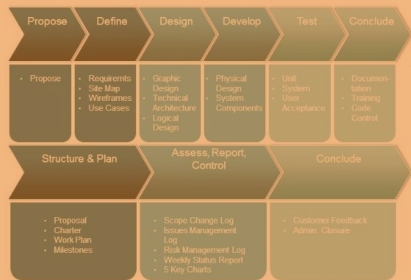 Propose
Define
Design
Develop
Test
Conclude
• Propose
• Requiremts
• Site Map
• Wireframes
• Use Cases
• Graphic
Design
• Technical
Architecture
• Logical
Design
• Physical
Design
• System
Components
• Unit
• System
• User
Acceptance
• Documen-
tation
• Training
• Code
Control
Structure & Plan
Assess, Report,
Control
Conclude
• Proposal
• Charter
• Work Plan
• Milestones
• Scope Change Log
• Issues Management
Log
• Risk Management Log
• Weekly Status Report
• 5 Key Charts
• Customer Feedback
• Admin. Closure